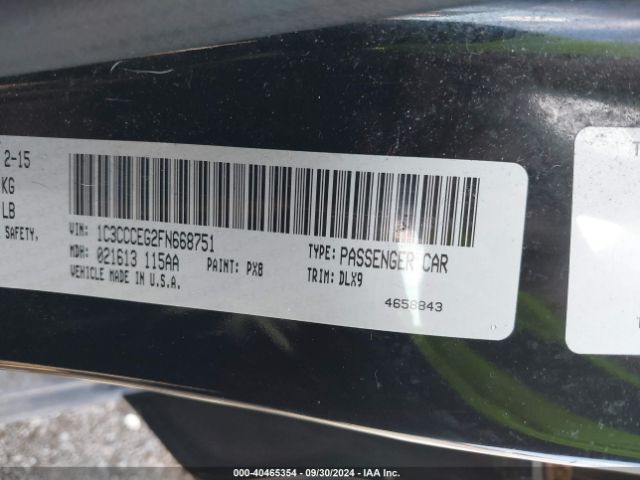 2-15
KG
LB
SAFETY.
VIN: 1C3CCCEG2FN668751
MDH: 021613 115AA
PAINT: PX8
VEHICLE MADE IN U.S.A.
TYPE: PASSENGER CAR
TRIM: DLX9
4658843
T
T
000-40465354 - 09/30/2024 - IAA Inc.